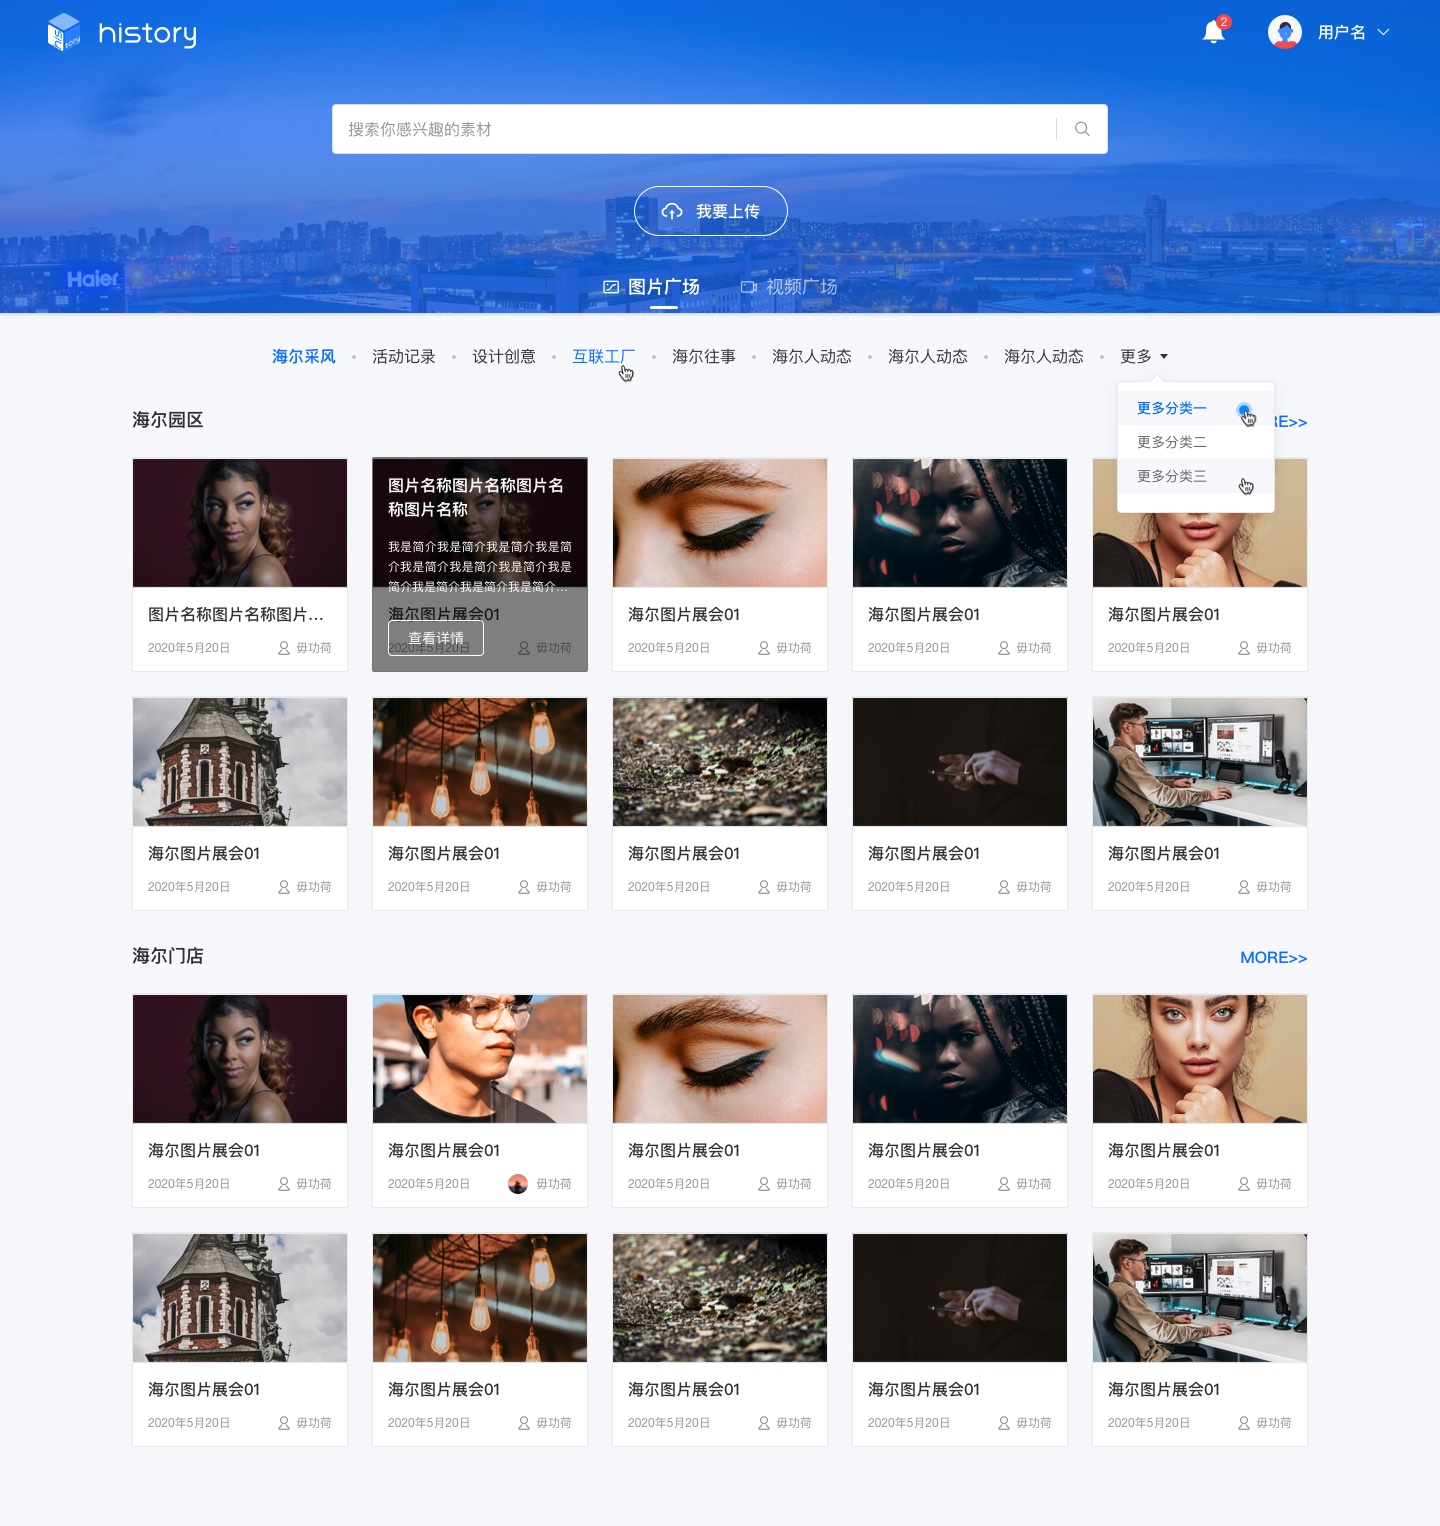 history
2
用户名
搜索你感兴趣的素材
我要上传
Haier
图片广场
视频广场
海尔采风
活动记录
设计创意
互联工厂
海尔往事
海尔人动态
海尔人动态
海尔人动态
更多
更多分类一
更多分类二
更多分类三
海尔园区
RE>>
图片名称图片名称图片...
2020年5月20日
毋功荷
图片名称图片名称图片名
称图片名称
我是简介我是简介我是简介我是简
介我是简介我是简介我是简介我是
简介我是简介我是简介我是简介...
海尔图片展会01
查看详情
2020年5月20日
毋功荷
海尔图片展会01
2020年5月20日
毋功荷
海尔图片展会01
2020年5月20日
毋功荷
海尔图片展会01
2020年5月20日
毋功荷
海尔图片展会01
2020年5月20日
毋功荷
海尔图片展会01
2020年5月20日
毋功荷
海尔图片展会01
2020年5月20日
毋功荷
海尔图片展会01
2020年5月20日
毋功荷
海尔图片展会01
2020年5月20日
毋功荷
海尔门店
MORE>>
海尔图片展会01
2020年5月20日
毋功荷
海尔图片展会01
2020年5月20日
毋功荷
海尔图片展会01
2020年5月20日
毋功荷
海尔图片展会01
2020年5月20日
毋功荷
海尔图片展会01
2020年5月20日
毋功荷
海尔图片展会01
2020年5月20日
毋功荷
海尔图片展会01
2020年5月20日
毋功荷
海尔图片展会01
2020年5月20日
毋功荷
海尔图片展会01
2020年5月20日
毋功荷
海尔图片展会01
2020年5月20日
毋功荷